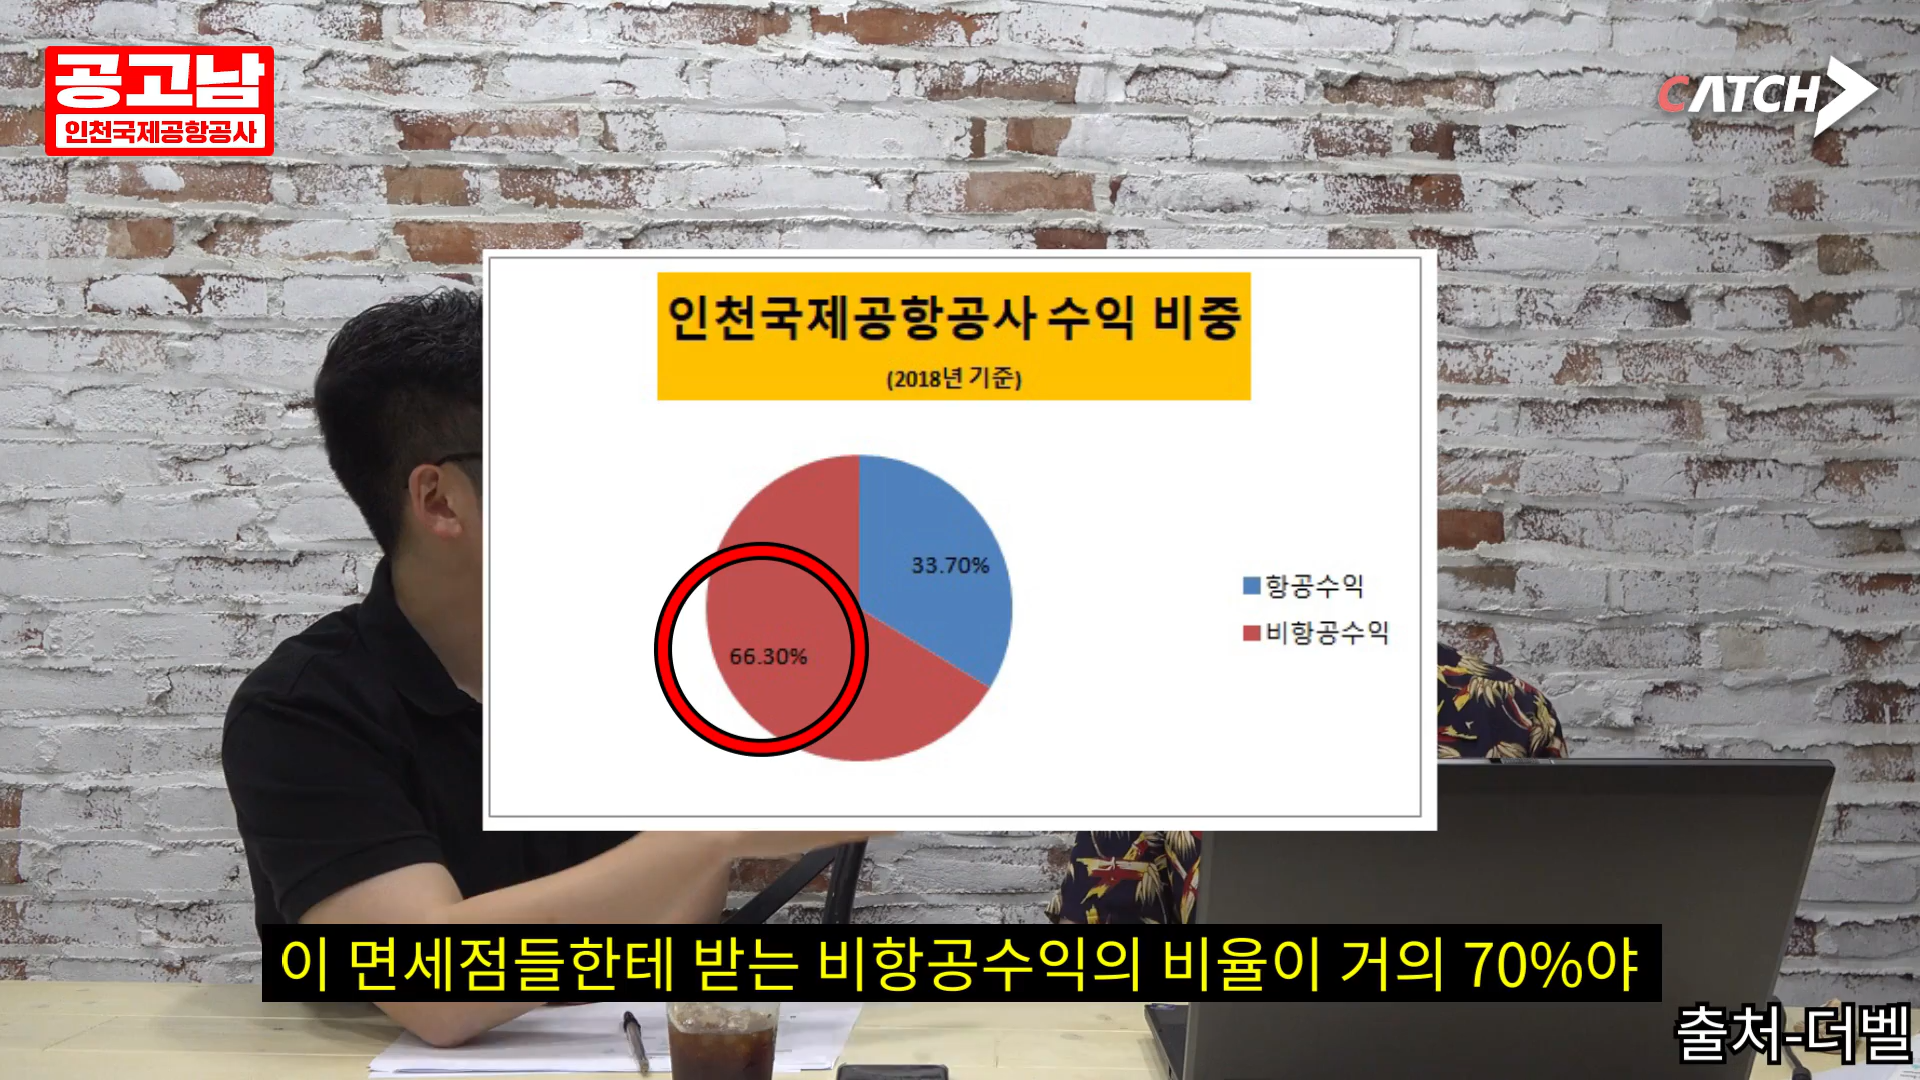 공고남
인천국제공항공사
CATCH
인천국제공항공사 수익 비중
(2018년 기준)
33.70%
66.30%
항공수익
비항공수익
이 면세점들한테 받는 비항공수익의 비율이 거의 70%야
출처-더벨